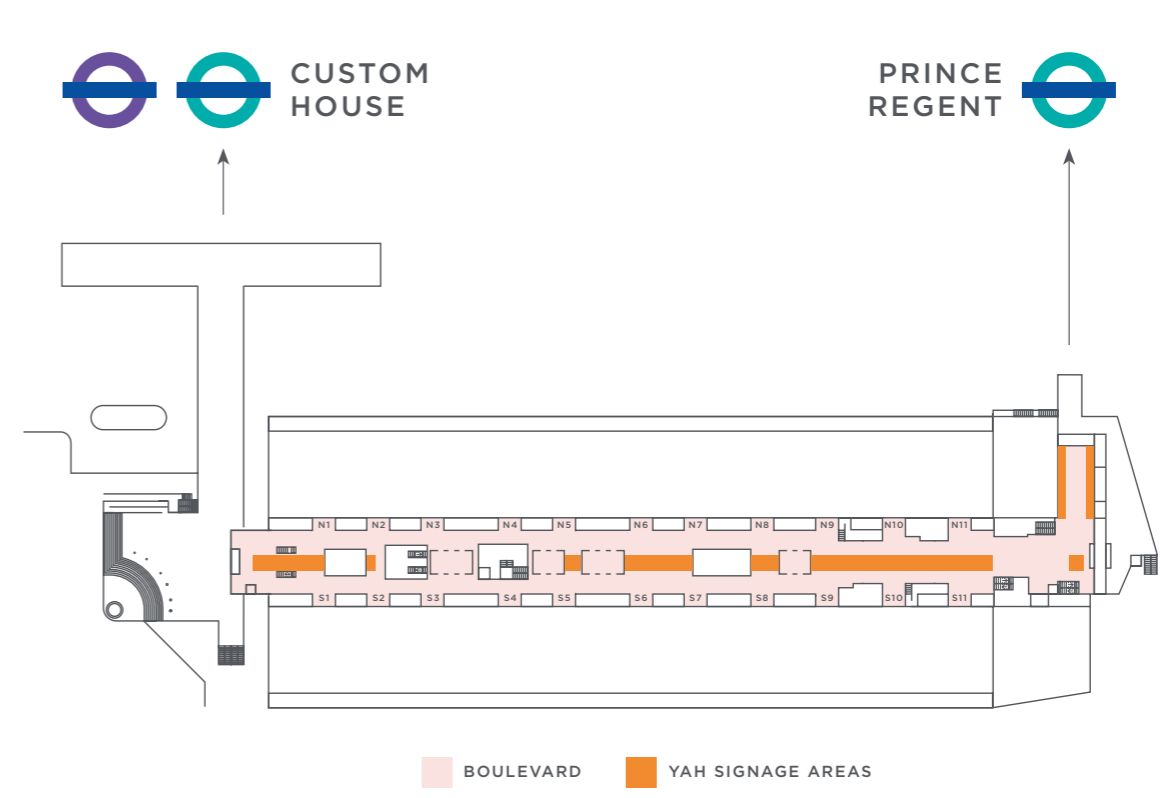 CUSTOM
HOUSE
PRINCE
REGENT
N1 N2 N3 N4 N5 N6 N7 N8 N9 N10 N11
S1 S2 S3 S4 S5 S6 S7 S8 S9 S10 S11
BOULEVARD
YAH SIGNAGE AREAS